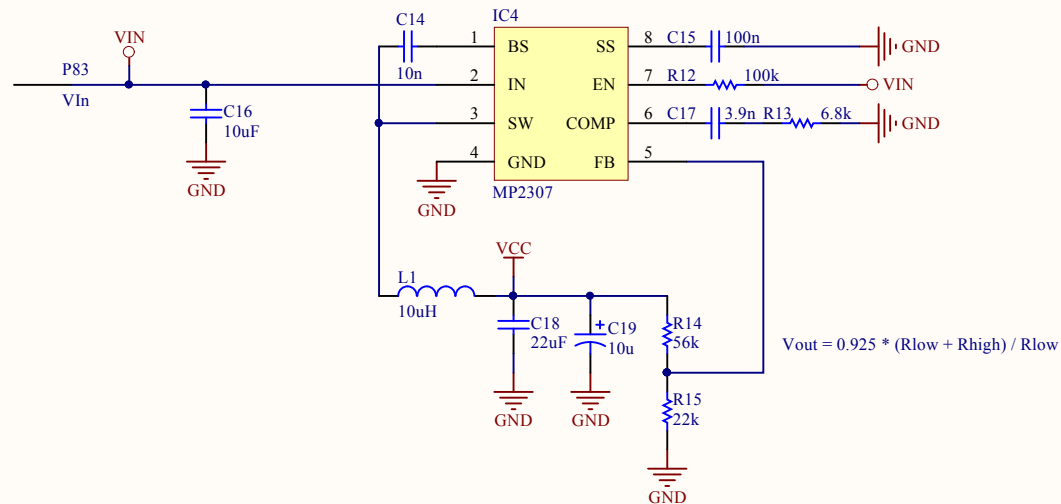 C14
IC4
10n
VIN
P83
VIn
C16
10uF
GND
1
BS
SS
8
C15
100n
GND
2
IN
EN
7
R12
100k
VIN
3
SW
COMP
6
C17
3.9n
R13
6.8k
GND
4
GND
FB
5
GND
MP2307
VCC
L1
10uH
C18
22uF
GND
C19
10u
GND
R14
56k
Vout = 0.925 * (Rlow + Rhigh) / Rlow
R15
22k
GND